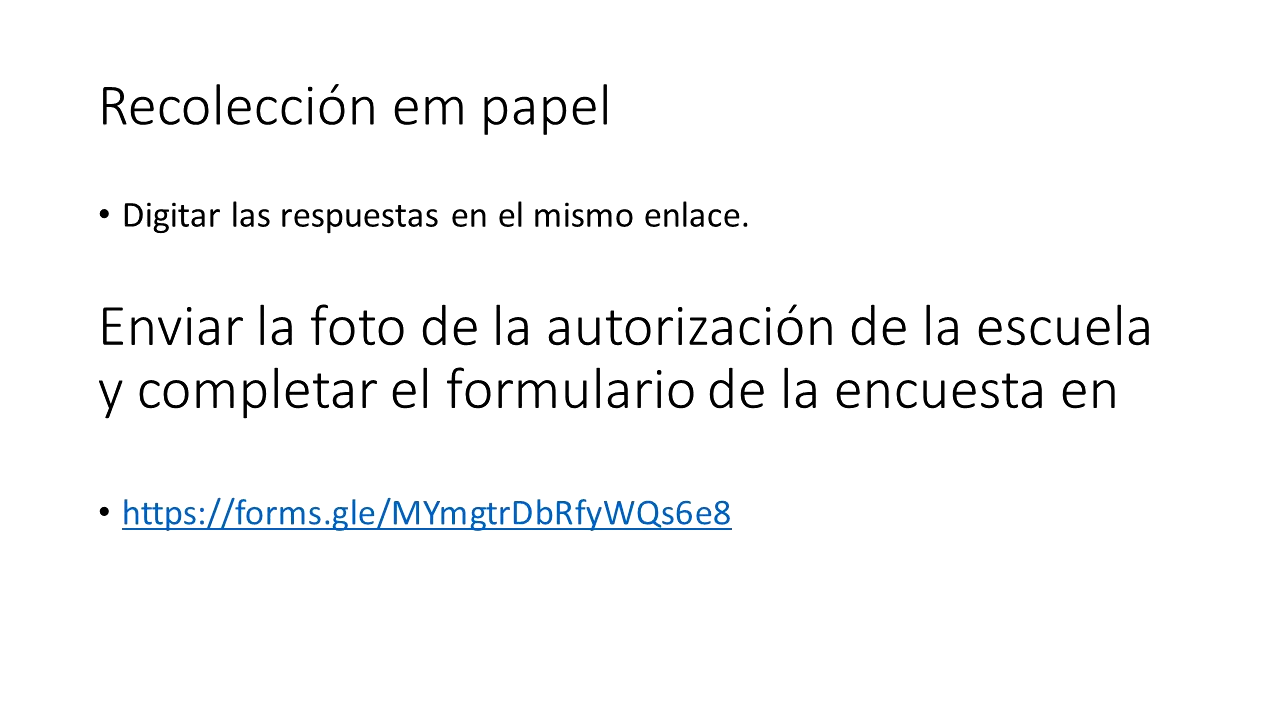 Recolección em papel
• Digitar las respuestas en el mismo enlace.
Enviar la foto de la autorización de la escuela
y completar el formulario de la encuesta en
• https://forms.gle/MYmgtrDbRfyWQs6e8